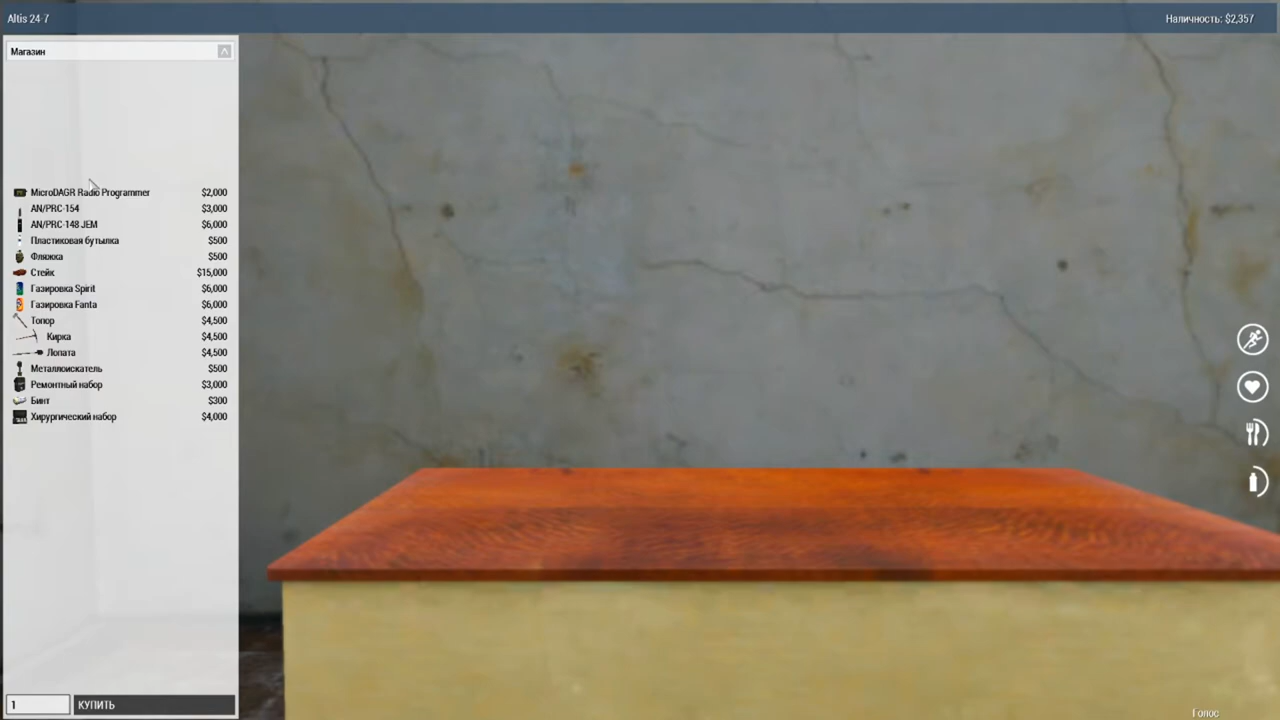 Altis 24-7
Наличность: $2,357
Магазин
MicroDAGR Radio Programmer $2,000
AN/PRC-154 $3,000
AN/PRC-148 JEM $6,000
Пластиковая бутылка $500
Фляжка $500
Стейк $15,000
Газировка Spirit $6,000
Газировка Fanta $6,000
Топор $4,500
Кирка $4,500
Лопата $4,500
Металлоискатель $500
Ремонтный набор $3,000
Бинт $300
Хирургический набор $4,000
1 КУПИТЬ
Голос